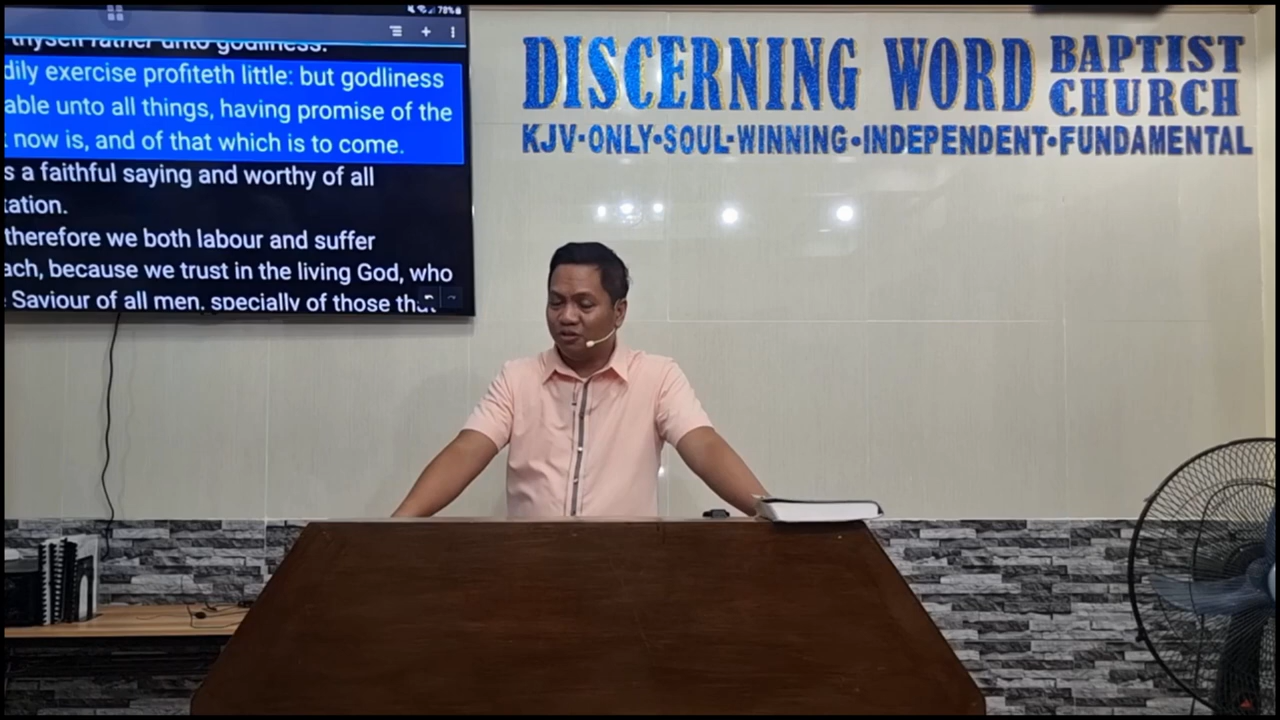 78%
thyself rather unto godliness.
dily exercise profiteth little: but godliness
able unto all things, having promise of the
now is, and of that which is to come.
s a faithful saying and worthy of all
tation.
therefore we both labour and suffer
ach, because we trust in the living God, who
Saviour of all men, specially of those that
DISCERNING WORD BAPTIST CHURCH
KJV-ONLY•SOUL-WINNING•INDEPENDENT•FUNDAMENTAL